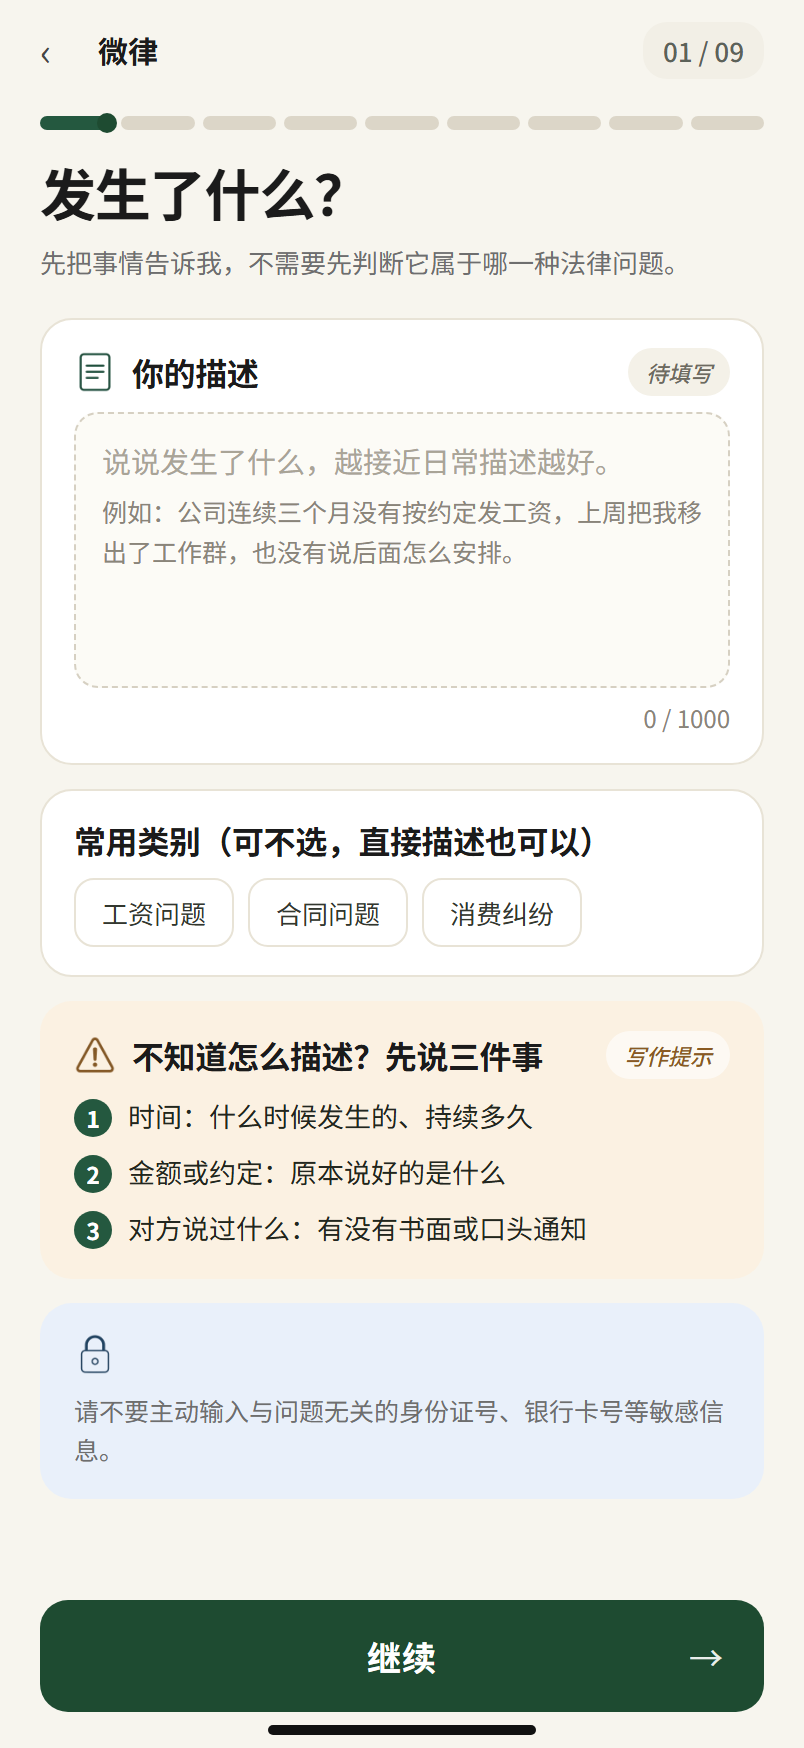 ‹ 微律 01 / 09
发生了什么？
先把事情告诉我，不需要先判断它属于哪一种法律问题。
你的描述 待填写
说说发生了什么，越接近日常描述越好。
例如：公司连续三个月没有按约定发工资，上周把我移
出了工作群，也没有说后面怎么安排。
0 / 1000
常用类别（可不选，直接描述也可以）
工资问题 合同问题 消费纠纷
不知道怎么描述？先说三件事 写作提示
1 时间：什么时候发生的、持续多久
2 金额或约定：原本说好的是什么
3 对方说过什么：有没有书面或口头通知
请不要主动输入与问题无关的身份证号、银行卡号等敏感信
息。
继续 →